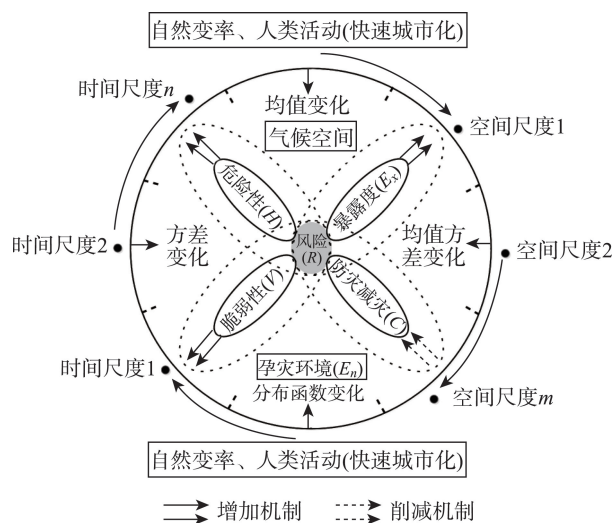 自然变率、人类活动(快速城市化)
时间尺度n
均值变化
空间尺度1
气候空间
危险性(H)
暴露度(Ex)
时间尺度2
方差
变化
风险
(R)
均值方
差变化
空间尺度2
脆弱性(V)
防灾减灾(C)
时间尺度1
孕灾环境(En)
分布函数变化
空间尺度m
自然变率、人类活动(快速城市化)
增加机制
削减机制